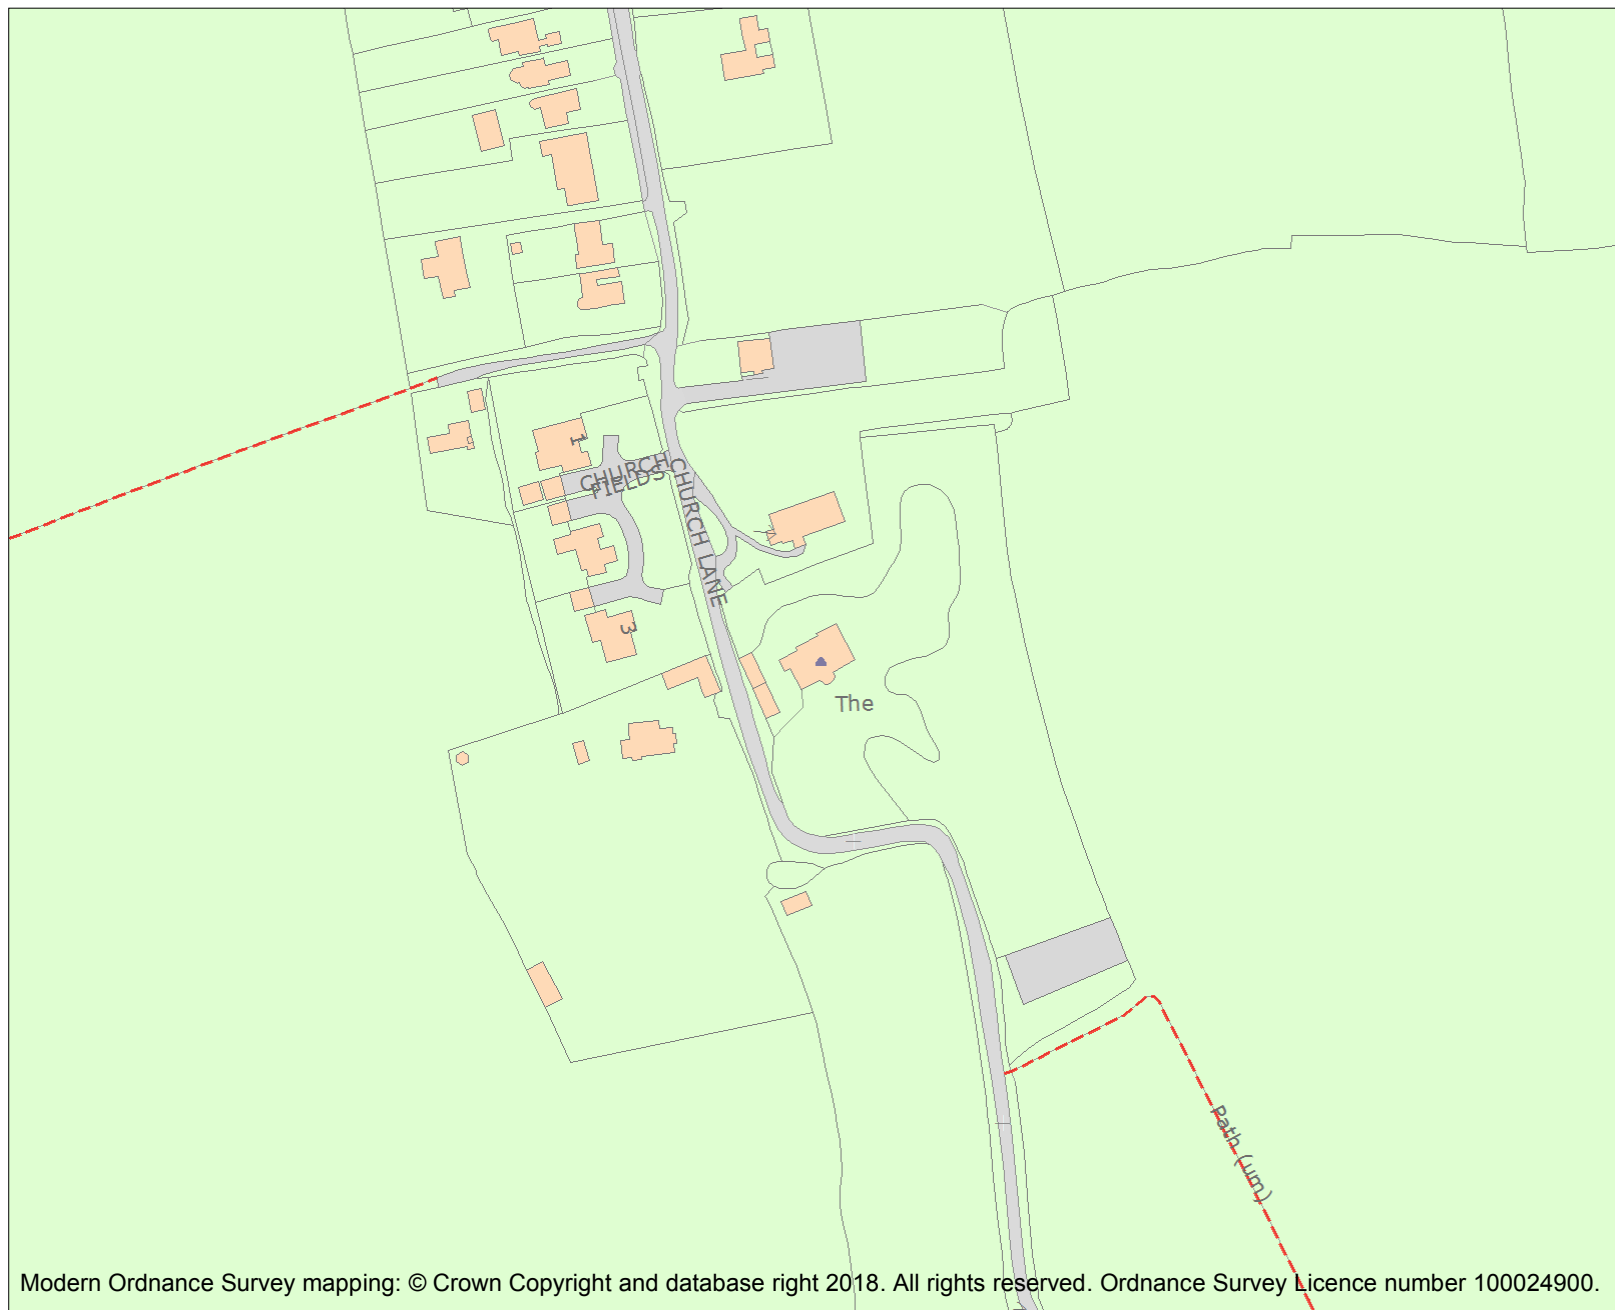 1
CHURCH
FIELDS
CHURCH LANE
3
The
Path (um)
Modern Ordnance Survey mapping: © Crown Copyright and database right 2018. All rights reserved. Ordnance Survey Licence number 100024900.